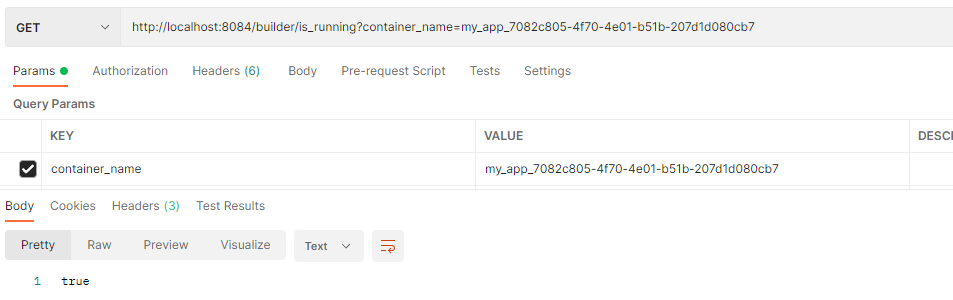 GET http://localhost:8084/builder/is_running?container_name=my_app_7082c805-4f70-4e01-b51b-207d1d080cb7
Params Authorization Headers (6) Body Pre-request Script Tests Settings
Query Params
KEY VALUE DESC
container_name my_app_7082c805-4f70-4e01-b51b-207d1d080cb7
Body Cookies Headers (3) Test Results
Pretty Raw Preview Visualize Text
1 true